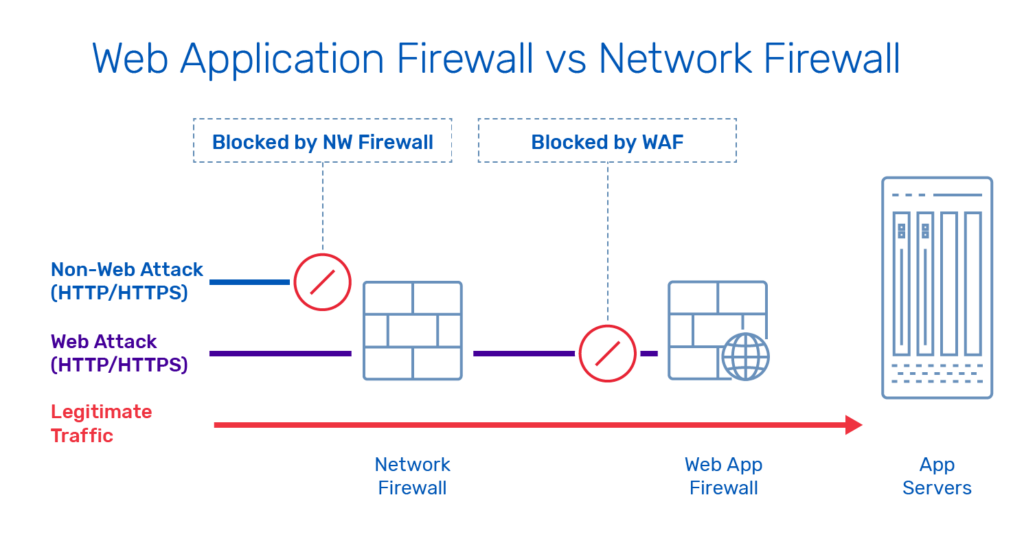 Web Application Firewall vs Network Firewall
Blocked by NW Firewall
Blocked by WAF
Non-Web Attack
(HTTP/HTTPS)
Web Attack
(HTTP/HTTPS)
Legitimate
Traffic
Network
Firewall
Web App
Firewall
App
Servers